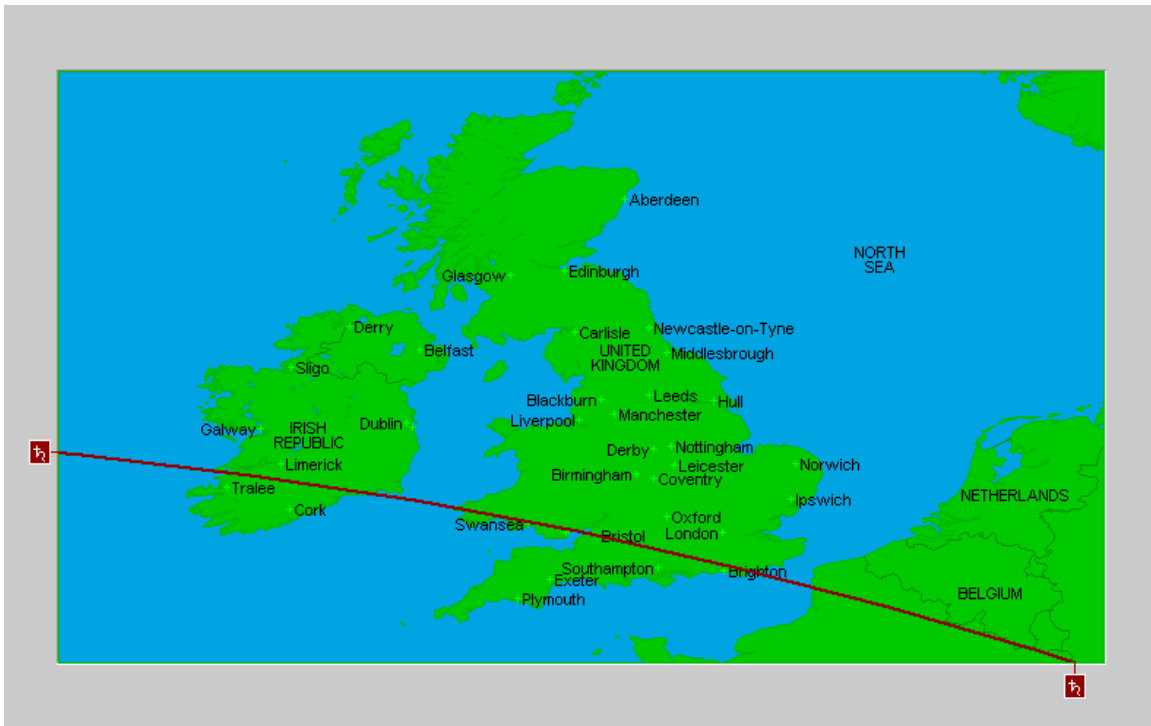 Aberdeen
NORTH
SEA
Glasgow
Edinburgh
Derry
Newcastle-on-Tyne
Carlisle
Belfast
UNITED
KINGDOM
Middlesbrough
Sligo
Blackburn
Leeds
Hull
Manchester
Liverpool
Dublin
Galway
IRISH
REPUBLIC
Nottingham
Derby
Limerick
Leicester
Norwich
Birmingham
Coventry
Tralee
NETHERLANDS
Ipswich
Cork
Oxford
Swansea
London
Bristol
Southampton
Brighton
Exeter
BELGIUM
Plymouth